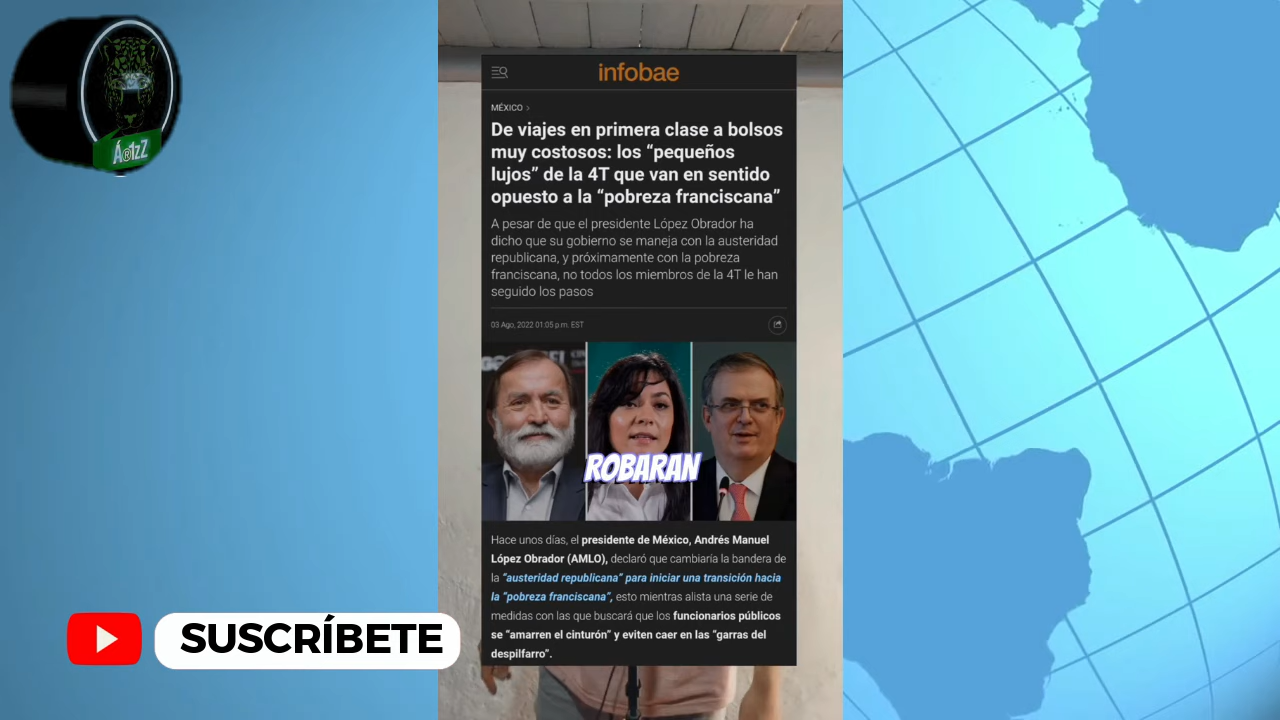 infobae
MÉXICO >
De viajes en primera clase a bolsos
muy costosos: los “pequeños
lujos” de la 4T que van en sentido
opuesto a la “pobreza franciscana”
A pesar de que el presidente López Obrador ha
dicho que su gobierno se maneja con la austeridad
republicana, y próximamente con la pobreza
franciscana, no todos los miembros de la 4T le han
seguido los pasos
03 Ago, 2022 01:05 p.m. EST
ROBARAN
Hace unos días, el presidente de México, Andrés Manuel
López Obrador (AMLO), declaró que cambiaría la bandera de
la “austeridad republicana” para iniciar una transición hacia
la “pobreza franciscana”, esto mientras alista una serie de
medidas con las que buscará que los funcionarios públicos
se “amarren el cinturón” y eviten caer en las “garras del
despilfarro”.
SUSCRÍBETE